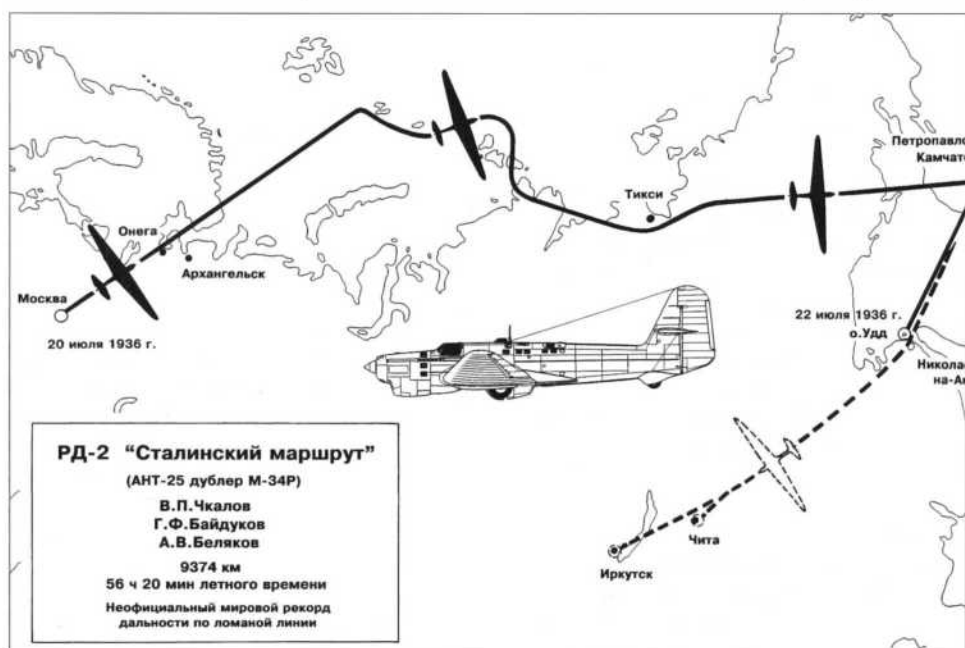 Петропавло
Камчат
Тикси
Онега
Архангельск
Москва
20 июля 1936 г.
22 июля 1936 г.
о.Удд
Никола
на-А
Чита
Иркутск
РД-2 "Сталинский маршрут"
(АНТ-25 дублер М-34Р)
В.П.Чкалов
Г.Ф.Байдуков
А.В.Беляков
9374 км
56 ч 20 мин летного времени
Неофициальный мировой рекорд
дальности по ломаной линии